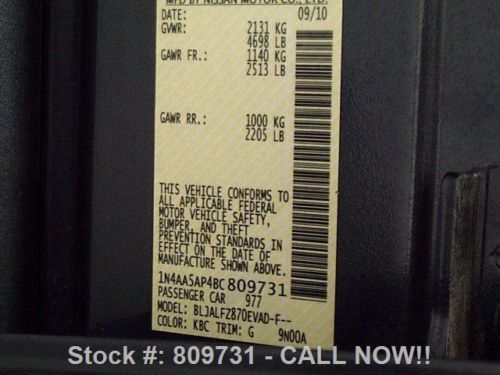 MFD BY NISSAN MOTOR CO., LTD.
DATE: 09/10
GVWR: 2131 KG
4698 LB
GAWR FR.: 1140 KG
2513 LB
GAWR RR.: 1000 KG
2205 LB
THIS VEHICLE CONFORMS TO
ALL APPLICABLE FEDERAL
MOTOR VEHICLE SAFETY,
BUMPER, AND THEFT
PREVENTION STANDARDS IN
EFFECT ON THE DATE OF
MANUFACTURE SHOWN ABOVE.
1N4AA5AP4BC809731
PASSENGER CAR 977
MODEL: BLJALFZ870EVAD-F--
COLOR: KBC TRIM: G 9N00A
Stock #: 809731 - CALL NOW!!